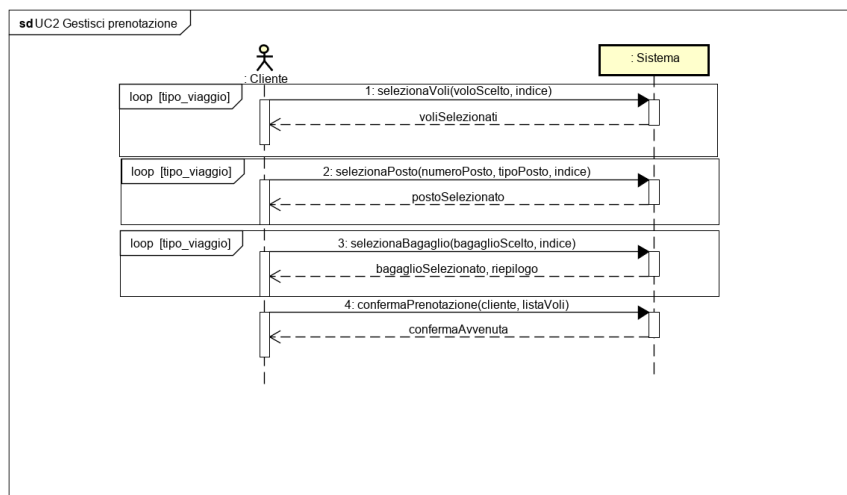 sd UC2 Gestisci prenotazione
: Cliente
: Sistema
loop [tipo_viaggio]
1: selezionaVoli(voloScelto, indice)
voliSelezionati
loop [tipo_viaggio]
2: selezionaPosto(numeroPosto, tipoPosto, indice)
postoSelezionato
loop [tipo_viaggio]
3: selezionaBagaglio(bagaglioScelto, indice)
bagaglioSelezionato, riepilogo
4: confermaPrenotazione(cliente, listaVoli)
confermaAvvenuta